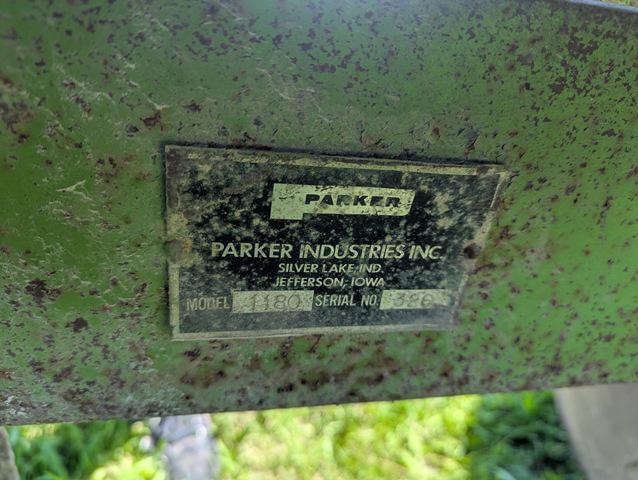 PARKER
PARKER INDUSTRIES INC.
SILVER LAKE, IND.
JEFFERSON, IOWA
MODEL 1180 SERIAL NO. 386